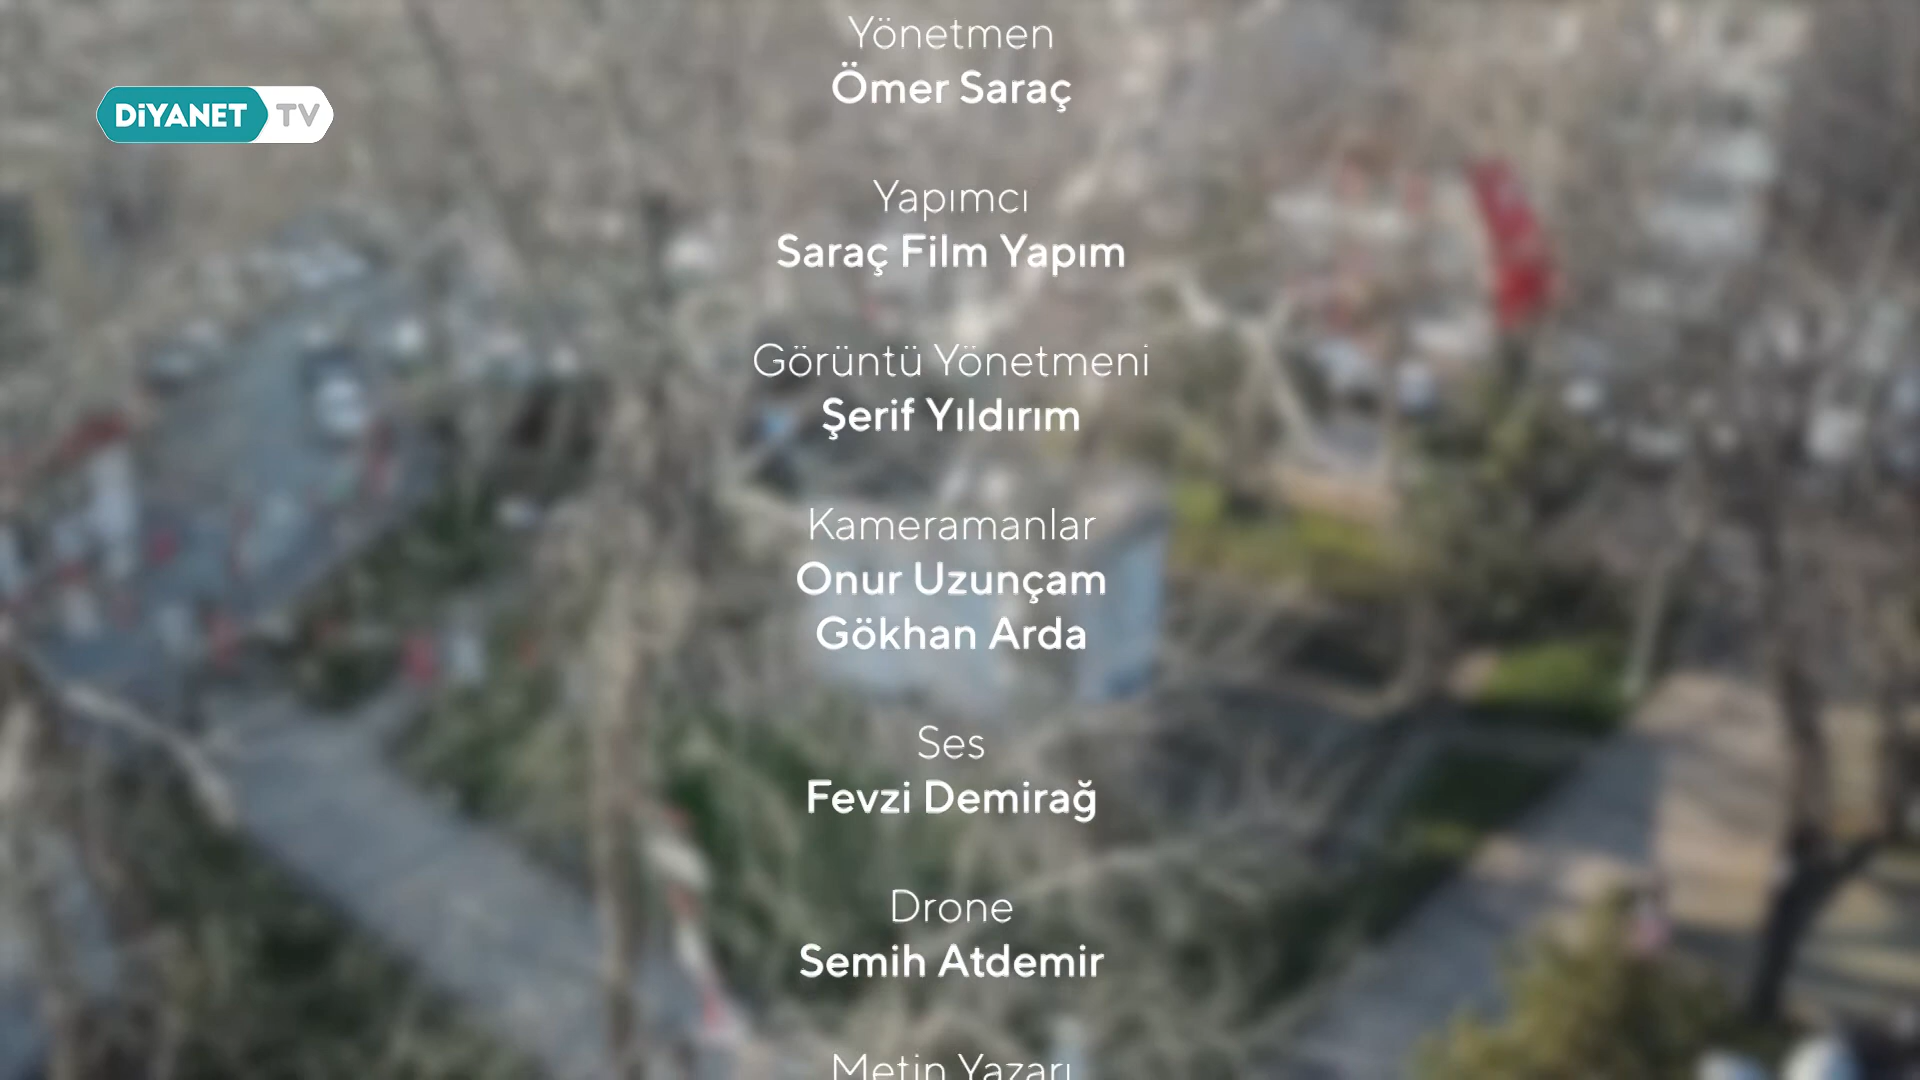 DİYANET TV
Yönetmen
Ömer Saraç
Yapımcı
Saraç Film Yapım
Görüntü Yönetmeni
Şerif Yıldırım
Kameramanlar
Onur Uzunçam
Gökhan Arda
Ses
Fevzi Demirağ
Drone
Semih Atdemir
Metin Yazarı